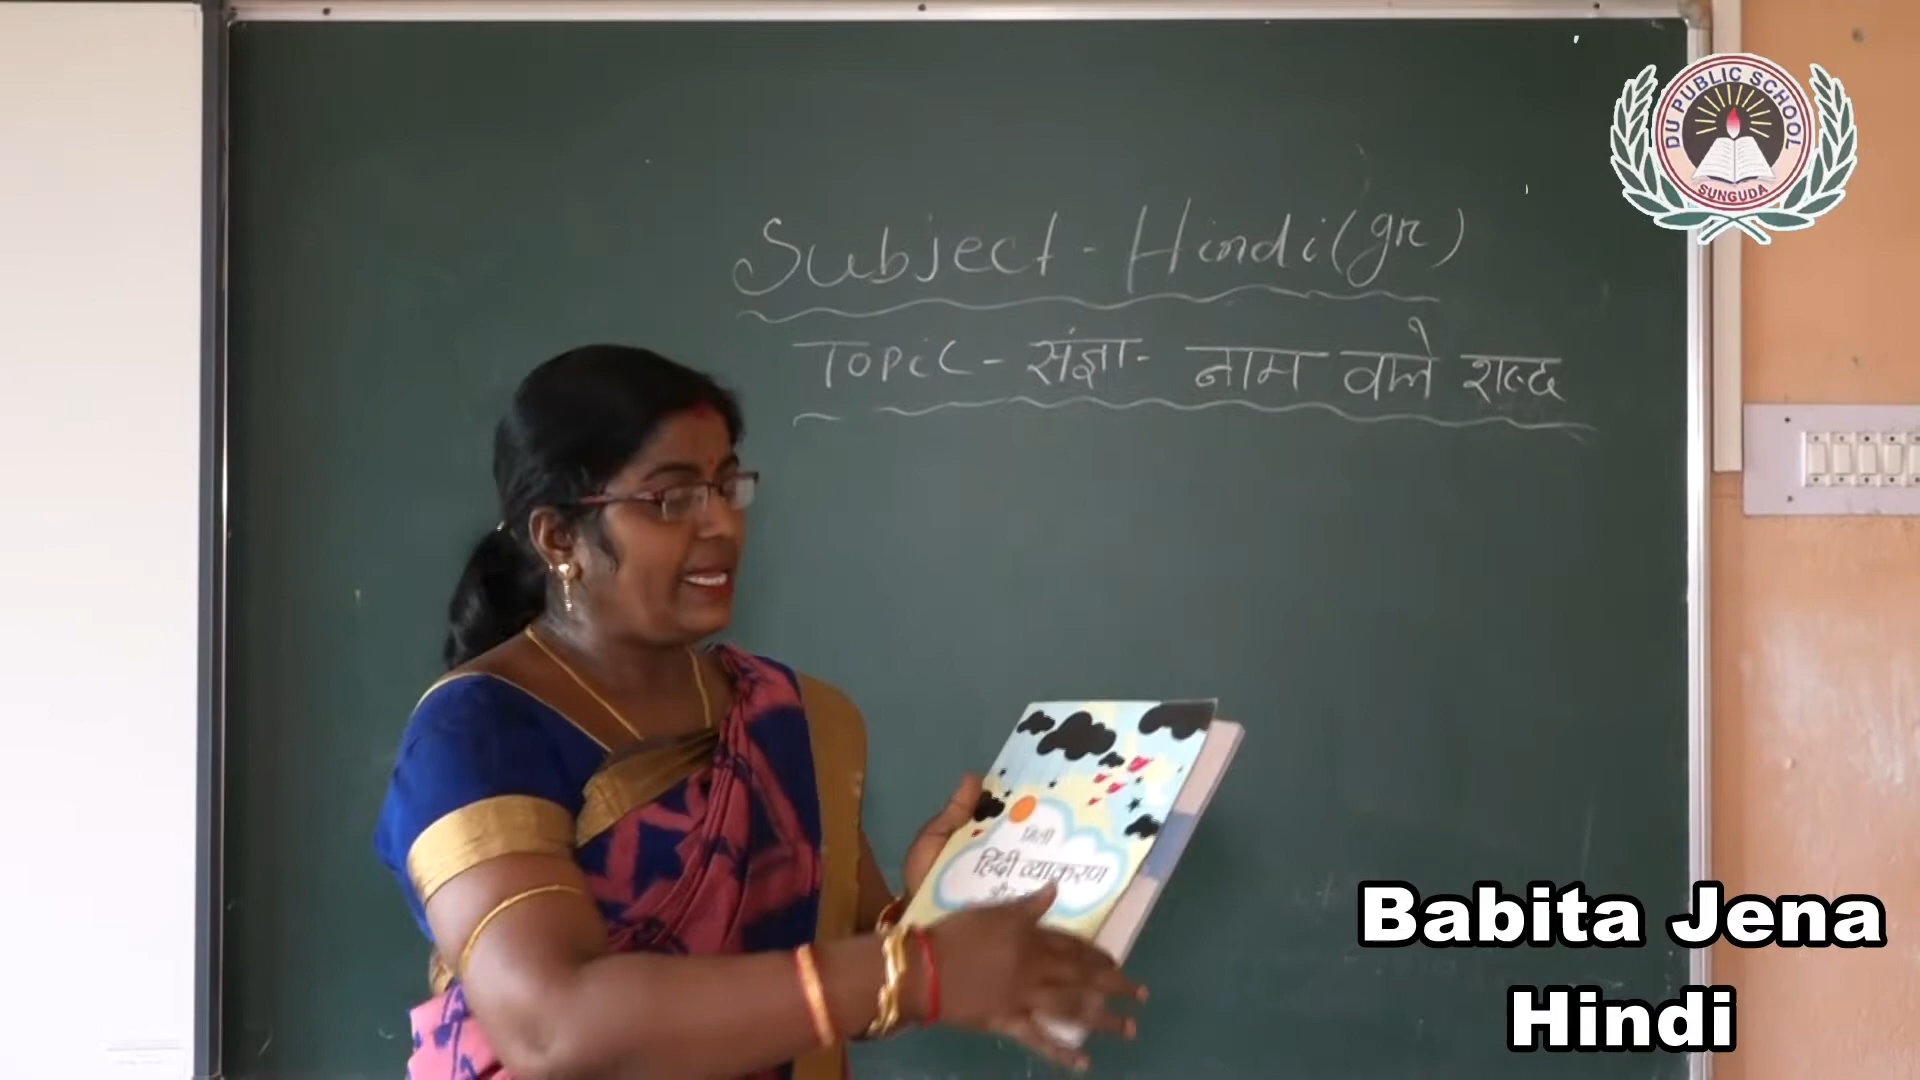 Subject - Hindi (gr)
Topic - संज्ञा - नाम वाले शब्द
DU PUBLIC SCHOOL
SUNGUDA
हिंदी व्याकरण
Babita Jena
Hindi